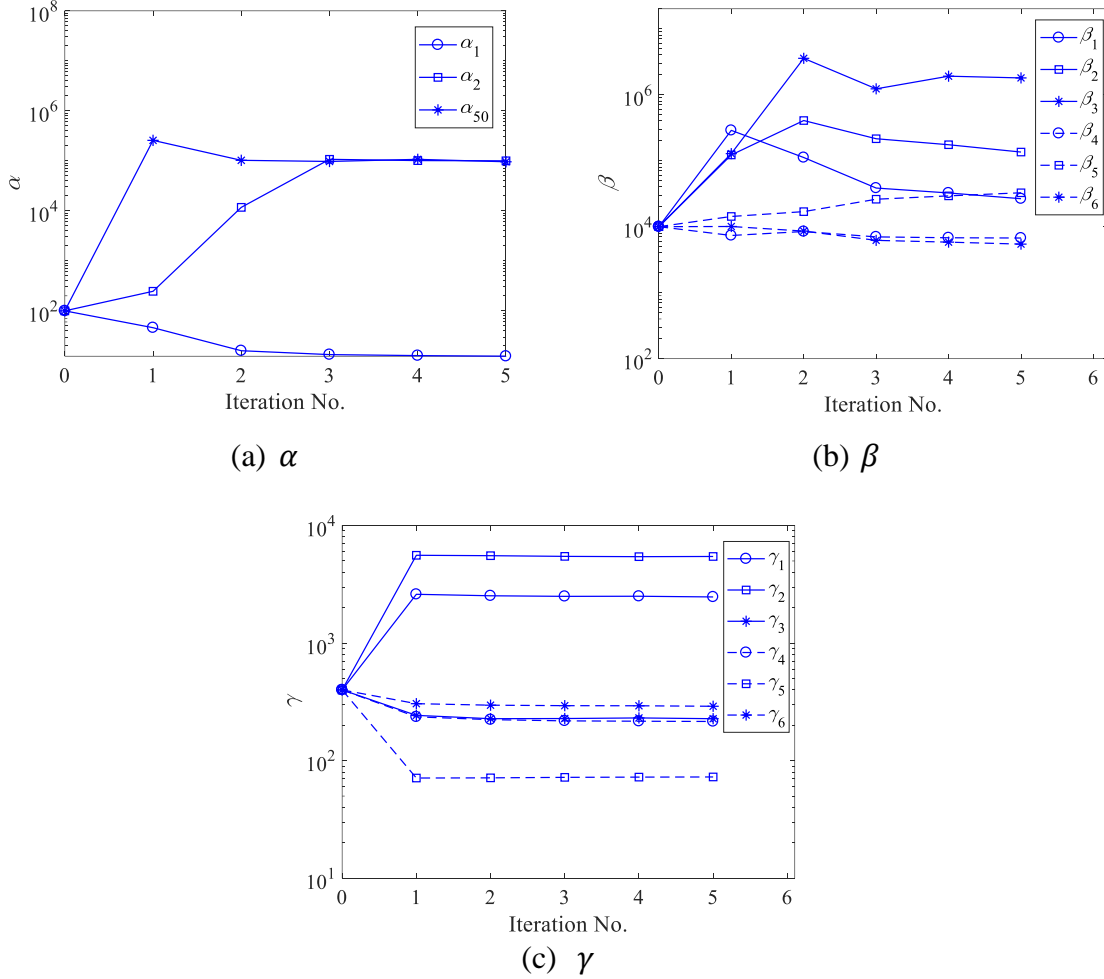 10^8
10^6
10^4
10^2
α
0 1 2 3 4 5
Iteration No.
α_1
α_2
α_50
(a) α
10^6
10^4
10^2
β
0 1 2 3 4 5 6
Iteration No.
β_1
β_2
β_3
β_4
β_5
β_6
(b) β
10^4
10^3
10^2
10^1
γ
0 1 2 3 4 5 6
Iteration No.
γ_1
γ_2
γ_3
γ_4
γ_5
γ_6
(c) γ